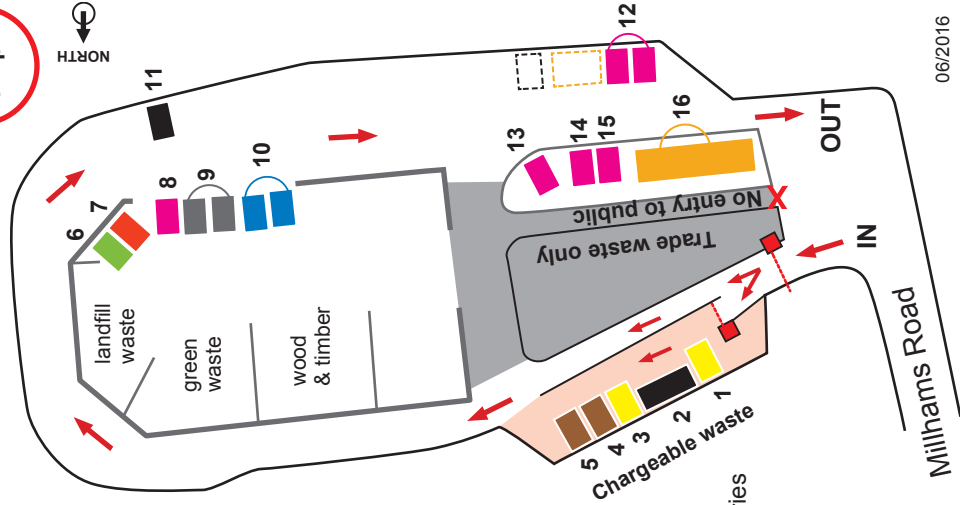 NORTH
11
12
6
7
8
9
10
landfill
waste
green
waste
wood
& timber
13
14
15
16
No entry to public
X
Trade waste only
OUT
IN
1
2
3
4
5
Chargeable waste
ries
Millhams Road
06/2016